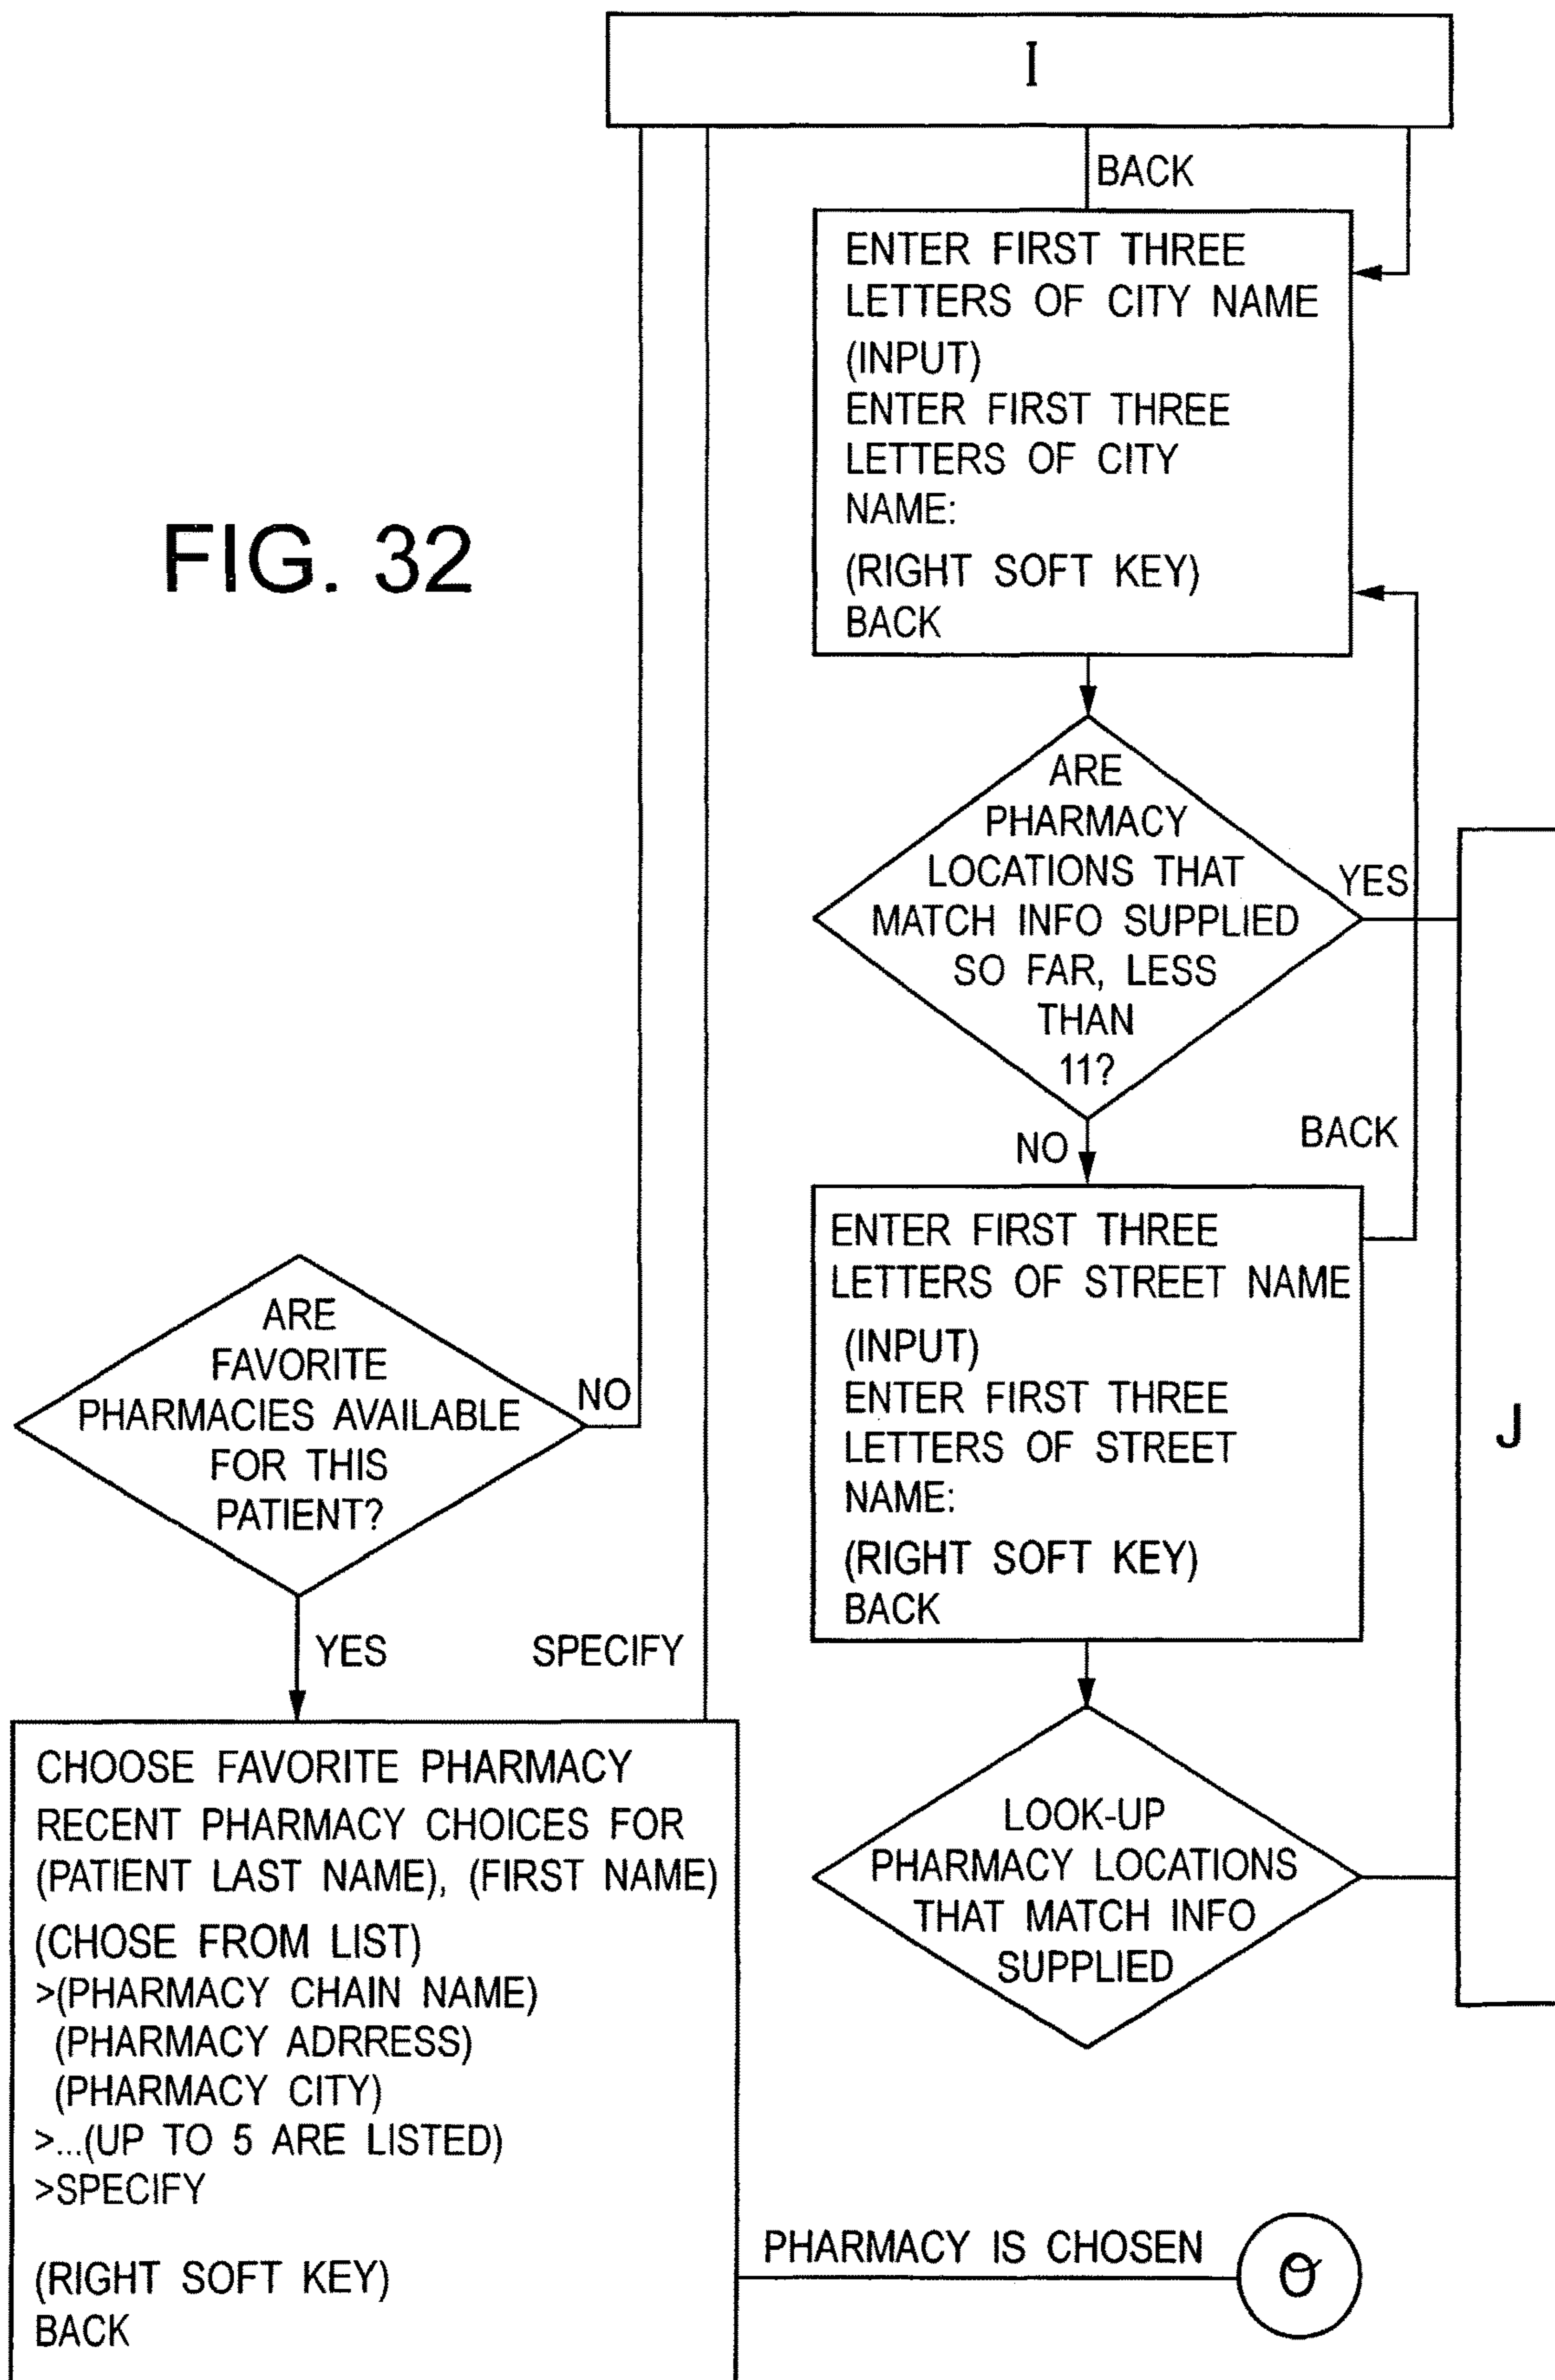 I
BACK
ENTER FIRST THREE
LETTERS OF CITY NAME
(INPUT)
ENTER FIRST THREE
LETTERS OF CITY
NAME:
(RIGHT SOFT KEY)
BACK
FIG. 32
ARE
PHARMACY
LOCATIONS THAT
MATCH INFO SUPPLIED
SO FAR, LESS
THAN
11?
YES
NO
BACK
ENTER FIRST THREE
LETTERS OF STREET NAME
(INPUT)
ENTER FIRST THREE
LETTERS OF STREET
NAME:
(RIGHT SOFT KEY)
BACK
J
LOOK-UP
PHARMACY LOCATIONS
THAT MATCH INFO
SUPPLIED
ARE
FAVORITE
PHARMACIES AVAILABLE
FOR THIS
PATIENT?
NO
YES
SPECIFY
CHOOSE FAVORITE PHARMACY
RECENT PHARMACY CHOICES FOR
(PATIENT LAST NAME), (FIRST NAME)
(CHOSE FROM LIST)
>(PHARMACY CHAIN NAME)
(PHARMACY ADRRESS)
(PHARMACY CITY)
>...(UP TO 5 ARE LISTED)
>SPECIFY
(RIGHT SOFT KEY)
BACK
PHARMACY IS CHOSEN
O